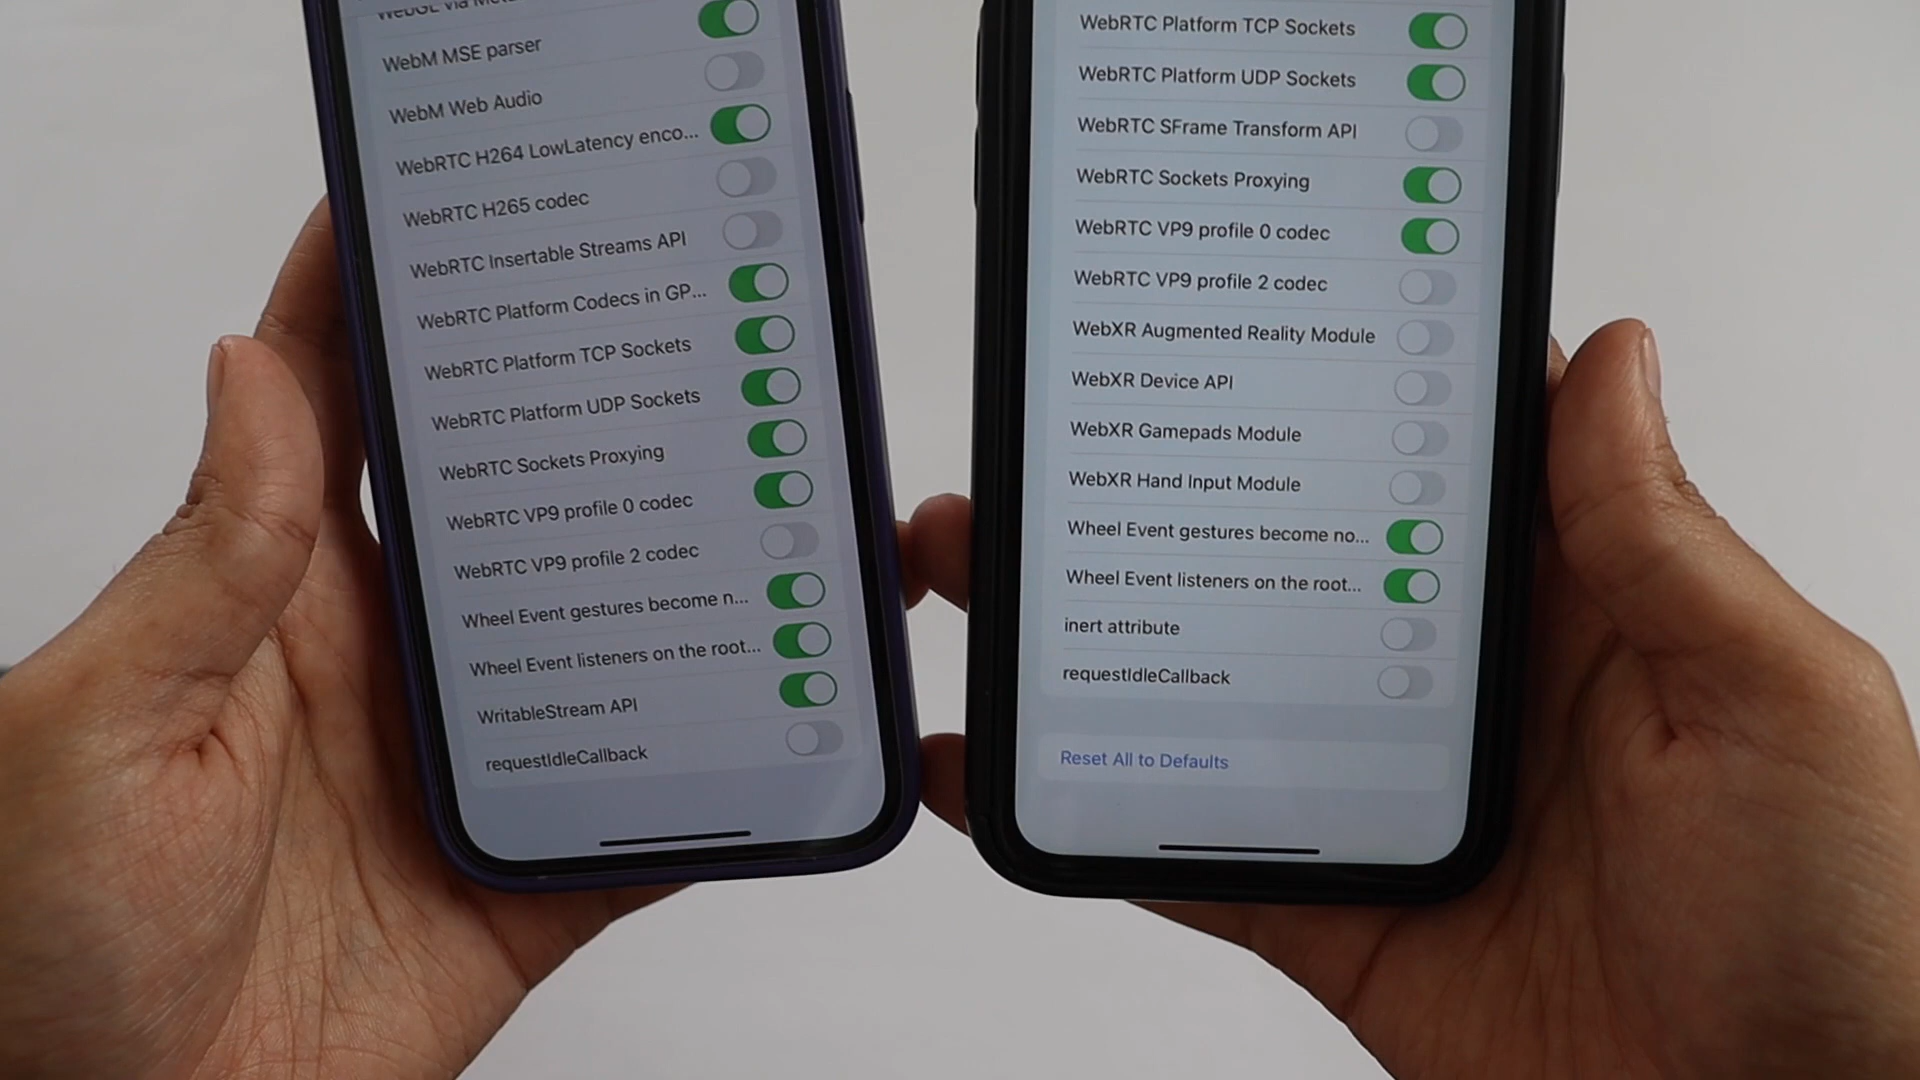 WebGL via Met
WebM MSE parser
WebM Web Audio
WebRTC H264 LowLatency enco...
WebRTC H265 codec
WebRTC Insertable Streams API
WebRTC Platform Codecs in GP...
WebRTC Platform TCP Sockets
WebRTC Platform UDP Sockets
WebRTC Sockets Proxying
WebRTC VP9 profile 0 codec
WebRTC VP9 profile 2 codec
Wheel Event gestures become n...
Wheel Event listeners on the root...
WritableStream API
requestIdleCallback
WebRTC Platform TCP Sockets
WebRTC Platform UDP Sockets
WebRTC SFrame Transform API
WebRTC Sockets Proxying
WebRTC VP9 profile 0 codec
WebRTC VP9 profile 2 codec
WebXR Augmented Reality Module
WebXR Device API
WebXR Gamepads Module
WebXR Hand Input Module
Wheel Event gestures become no...
Wheel Event listeners on the root...
inert attribute
requestIdleCallback
Reset All to Defaults